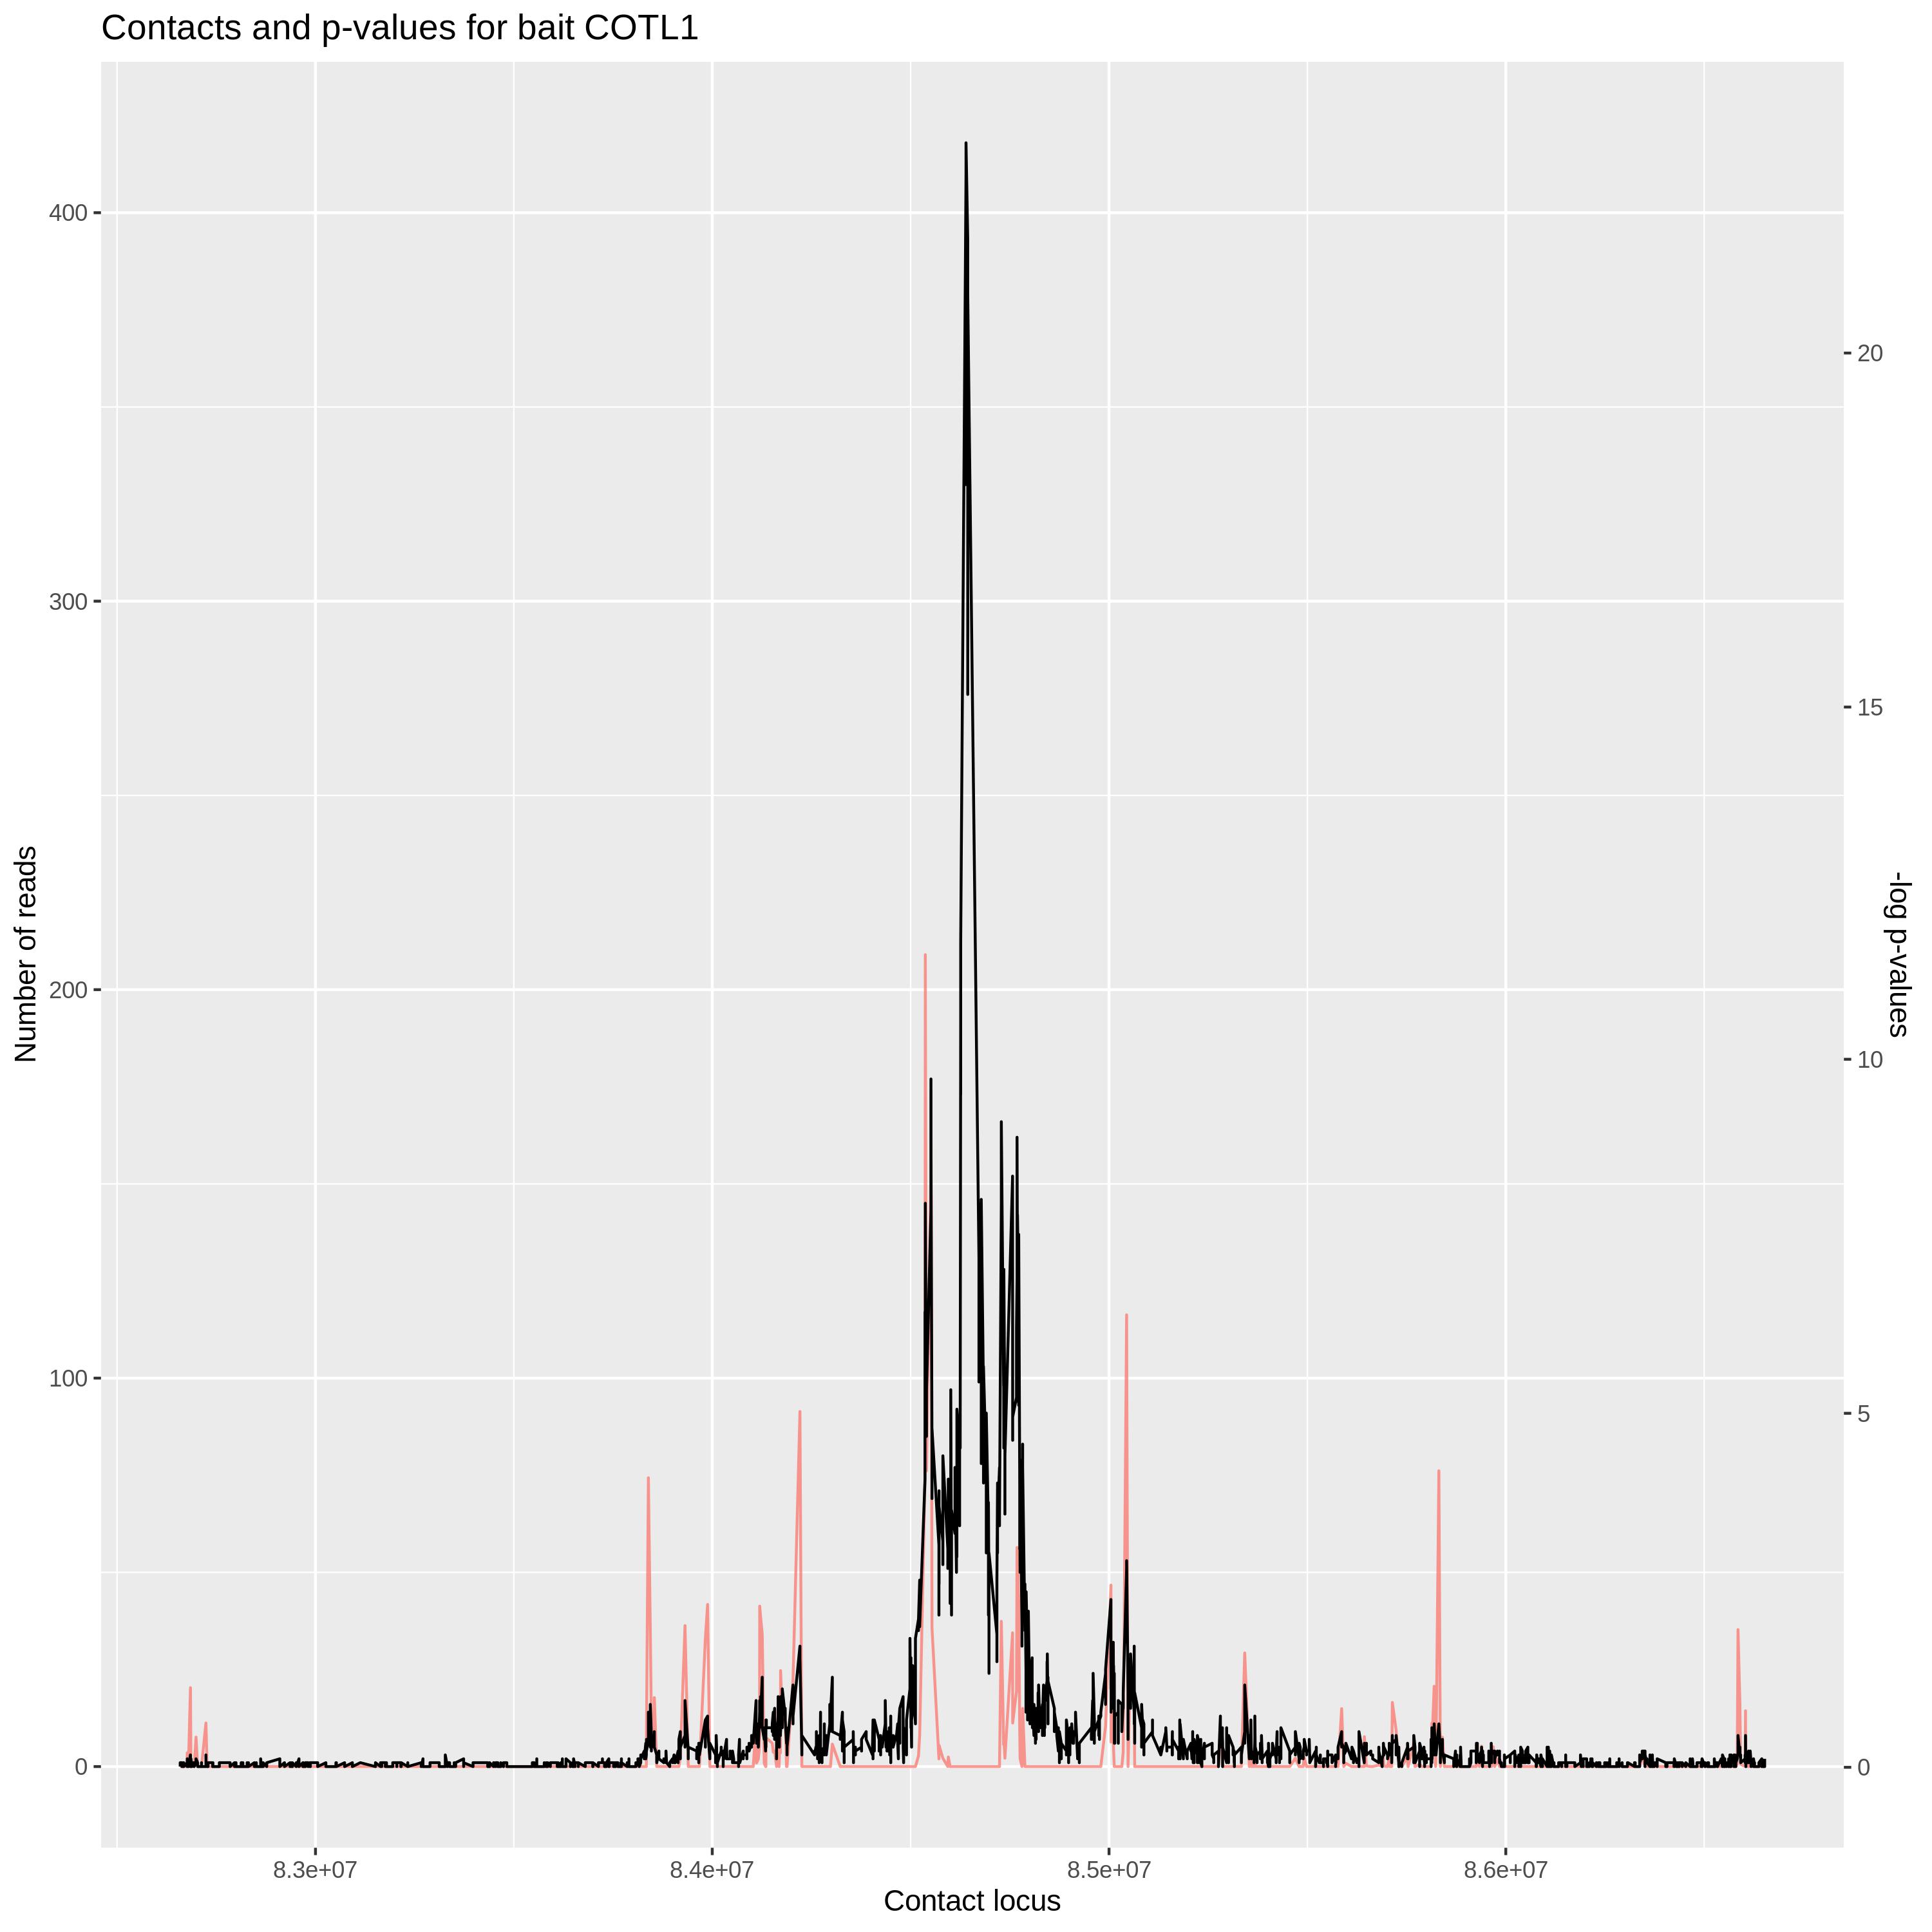 Contacts and p-values for bait COTL1
400
300
200
100
0
20
15
10
5
0
Number of reads
-log p-values
8.3e+07
8.4e+07
8.5e+07
8.6e+07
Contact locus